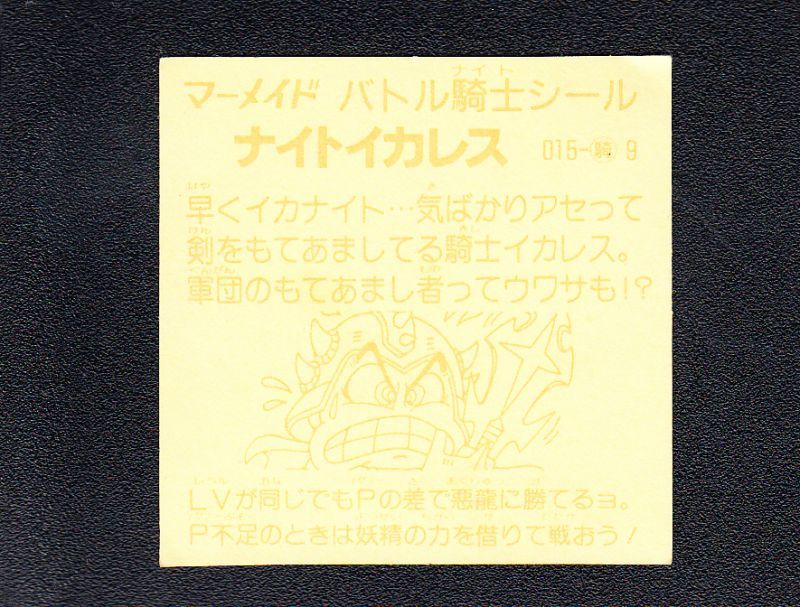 マーメイド バトル騎士シール
ナイト
ナイトイカレス 015-騎9
早くイカナイト…気ばかりアセって
剣をもてあましてる騎士イカレス。
軍団のもてあまし者ってウワサも!?
LVが同じでもPの差で悪龍に勝てるヨ。
P不足のときは妖精の力を借りて戦おう!